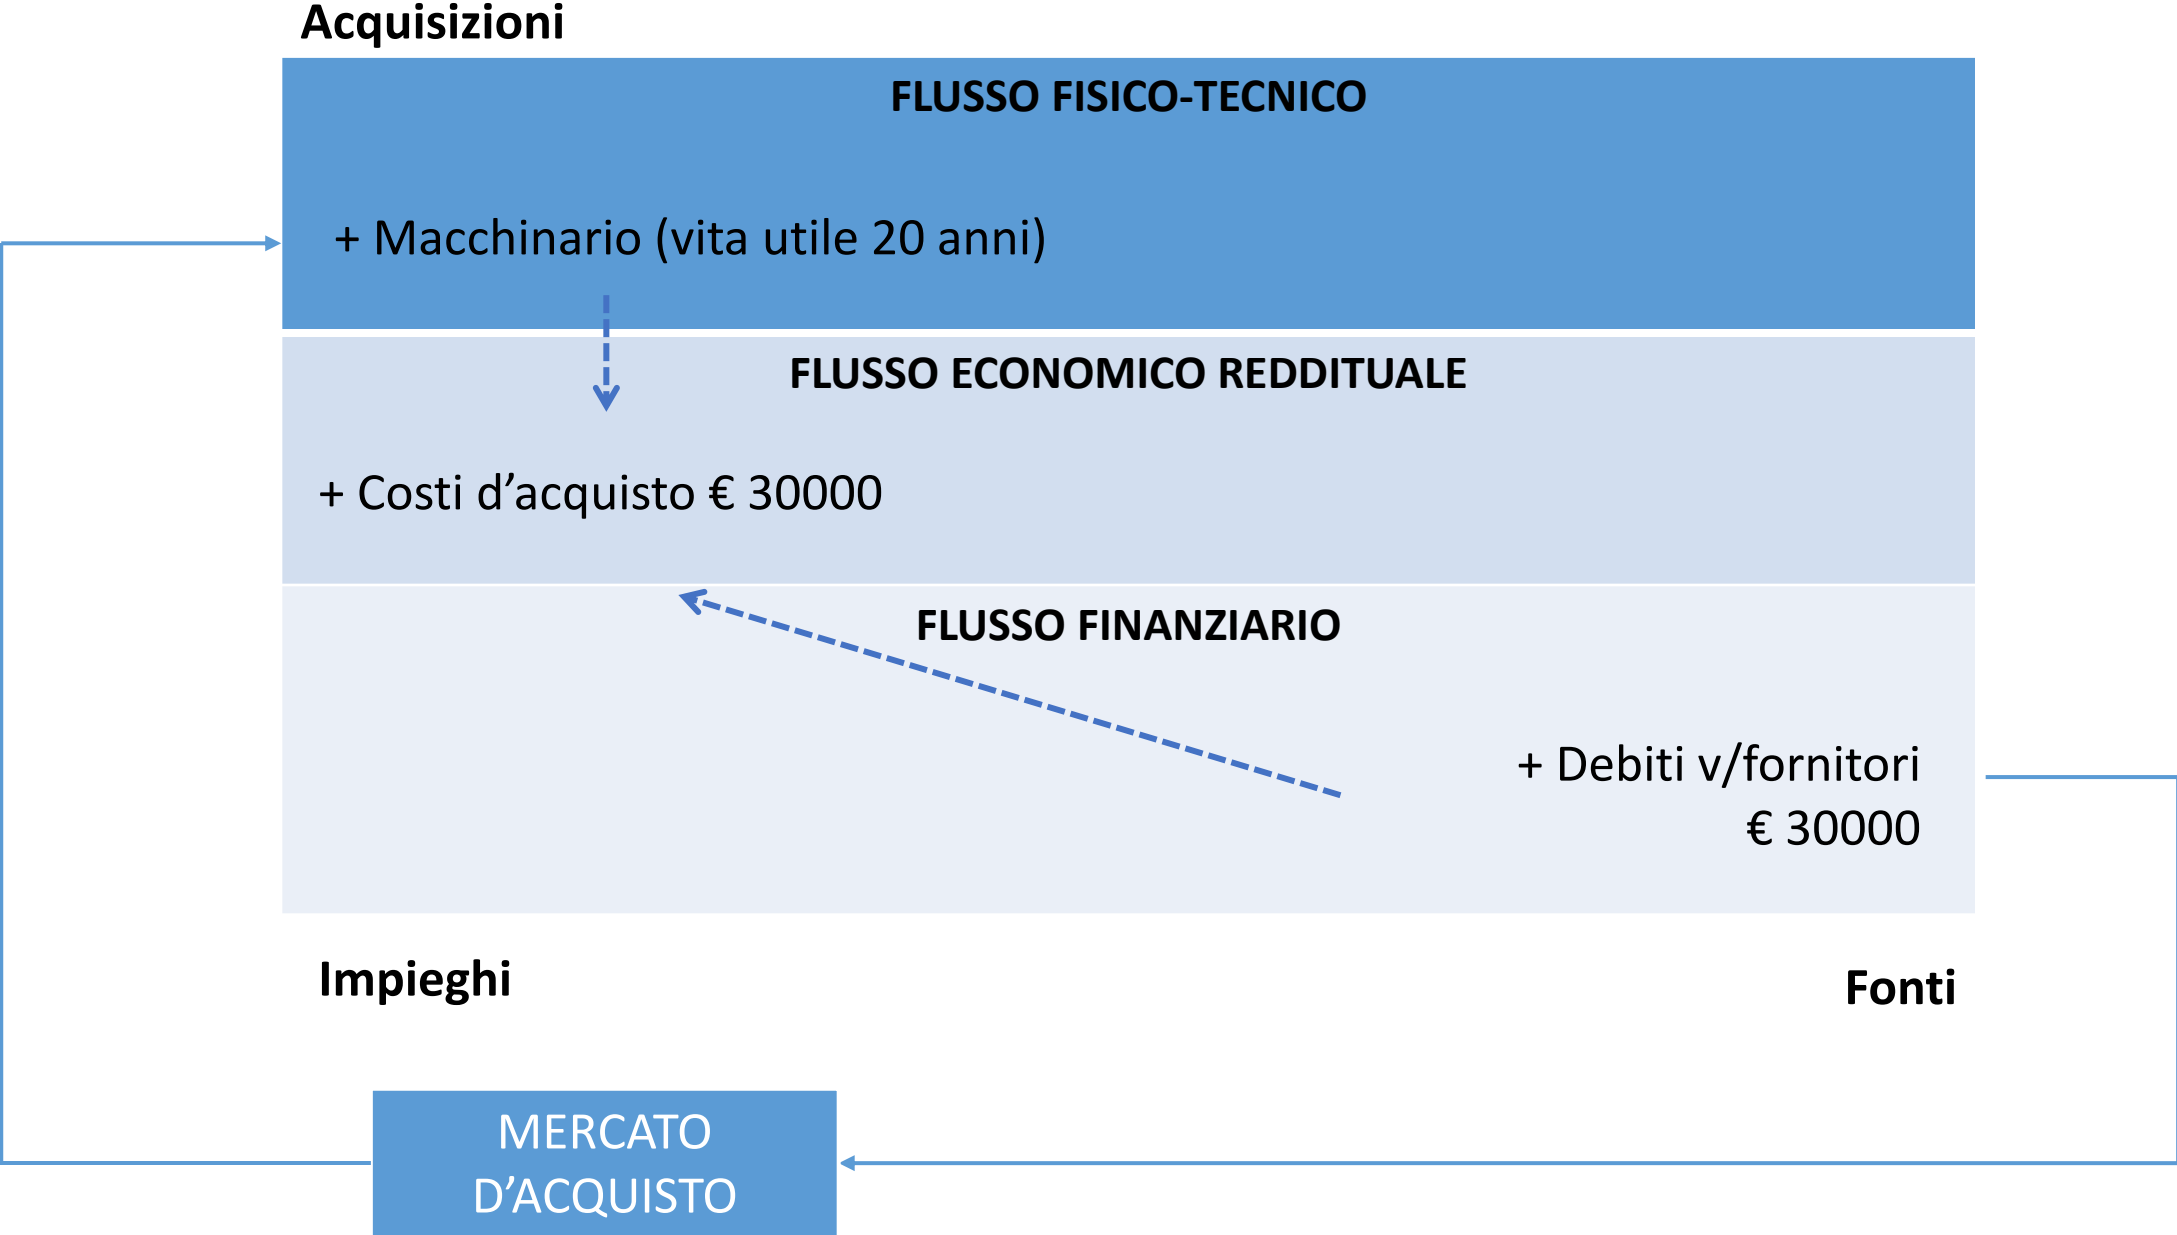 Acquisizioni
FLUSSO FISICO-TECNICO
+ Macchinario (vita utile 20 anni)
FLUSSO ECONOMICO REDDITUALE
+ Costi d’acquisto € 30000
FLUSSO FINANZIARIO
+ Debiti v/fornitori
€ 30000
Impieghi
Fonti
MERCATO
D’ACQUISTO